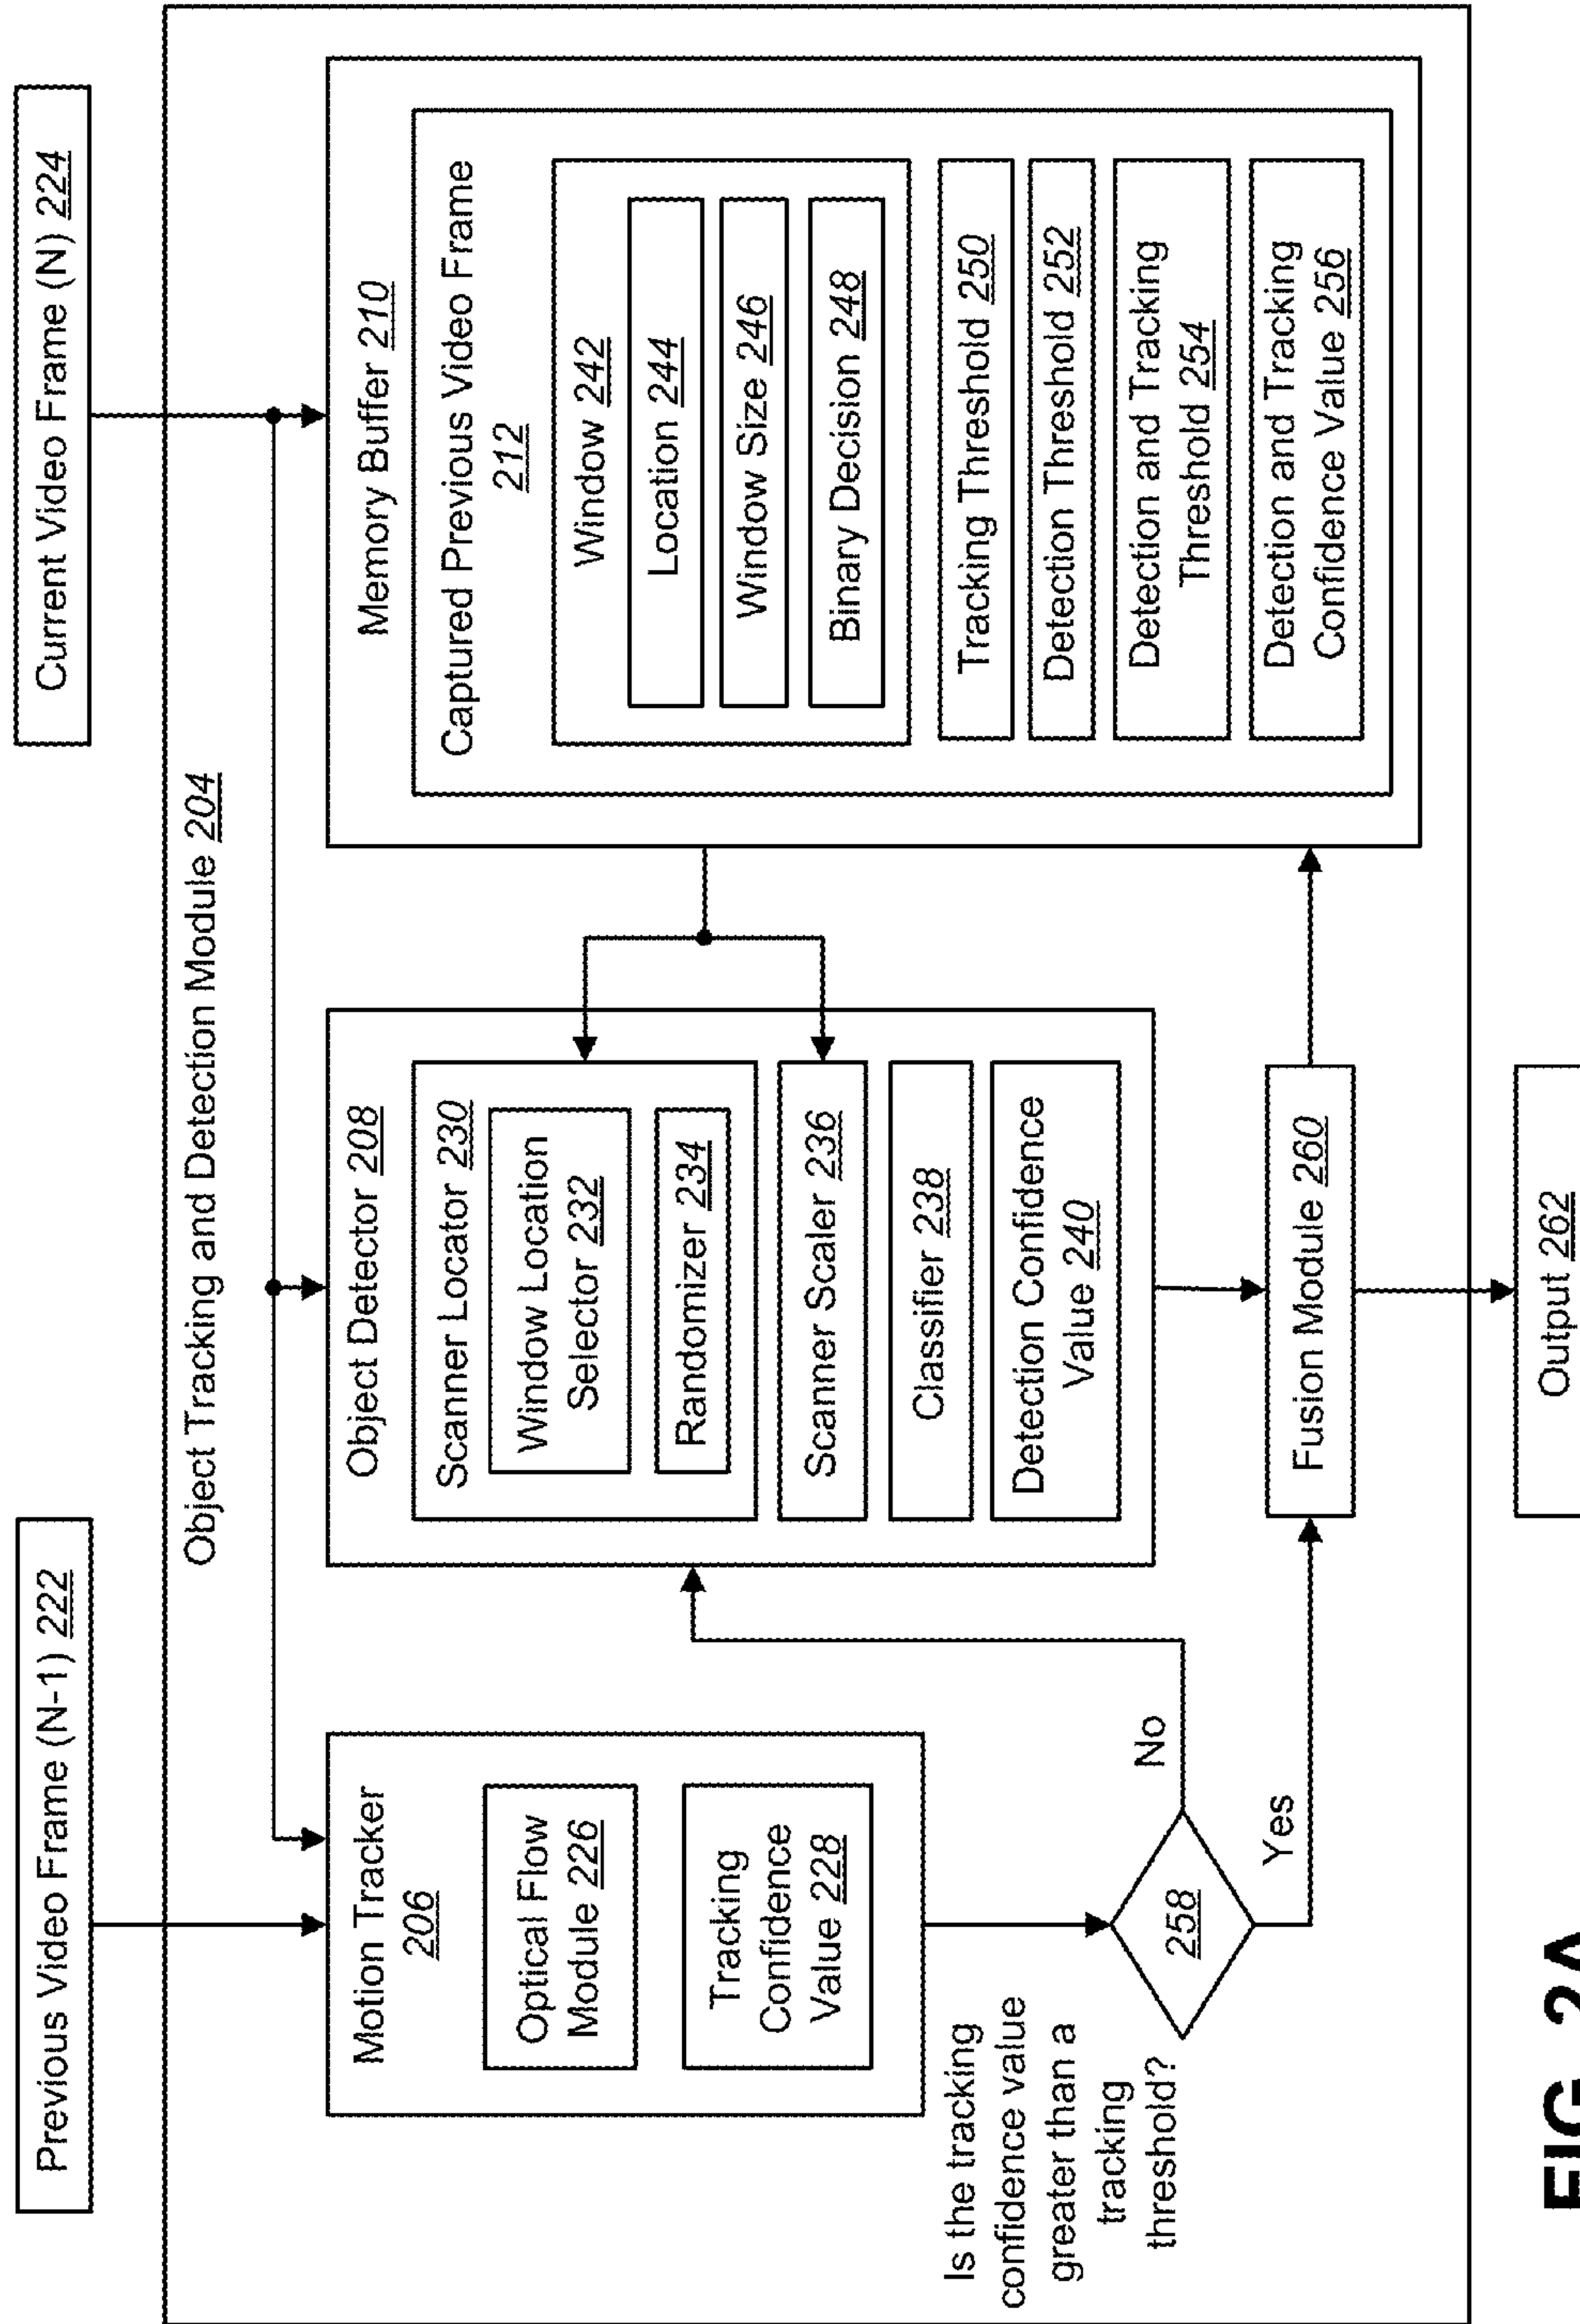 Previous Video Frame (N-1) 222
Current Video Frame (N) 224
Object Tracking and Detection Module 204
Motion Tracker
206
Optical Flow
Module 226
Tracking
Confidence
Value 228
Is the tracking
confidence value
greater than a
tracking
threshold?
258
No
Yes
Object Detector 208
Scanner Locator 230
Window Location
Selector 232
Randomizer 234
Scanner Scaler 236
Classifier 238
Detection Confidence
Value 240
Fusion Module 260
Output 262
Memory Buffer 210
Captured Previous Video Frame
212
Window 242
Location 244
Window Size 246
Binary Decision 248
Tracking Threshold 250
Detection Threshold 252
Detection and Tracking
Threshold 254
Detection and Tracking
Confidence Value 256
FIG. 2A